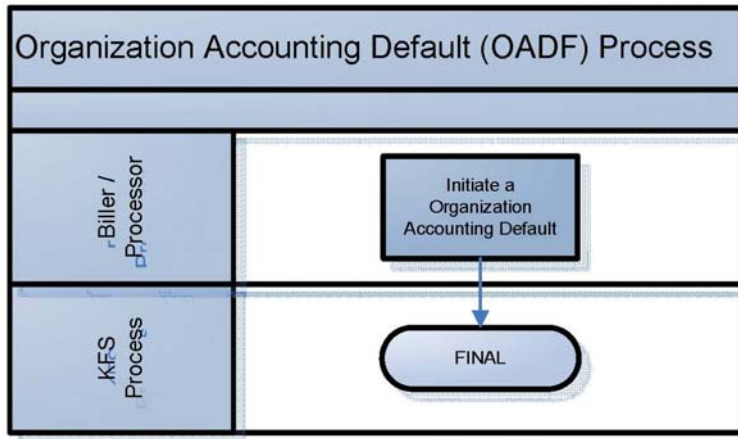 Organization Accounting Default (OADF) Process
Biller /
Processor
Initiate a
Organization
Accounting Default
KFS
Process
FINAL